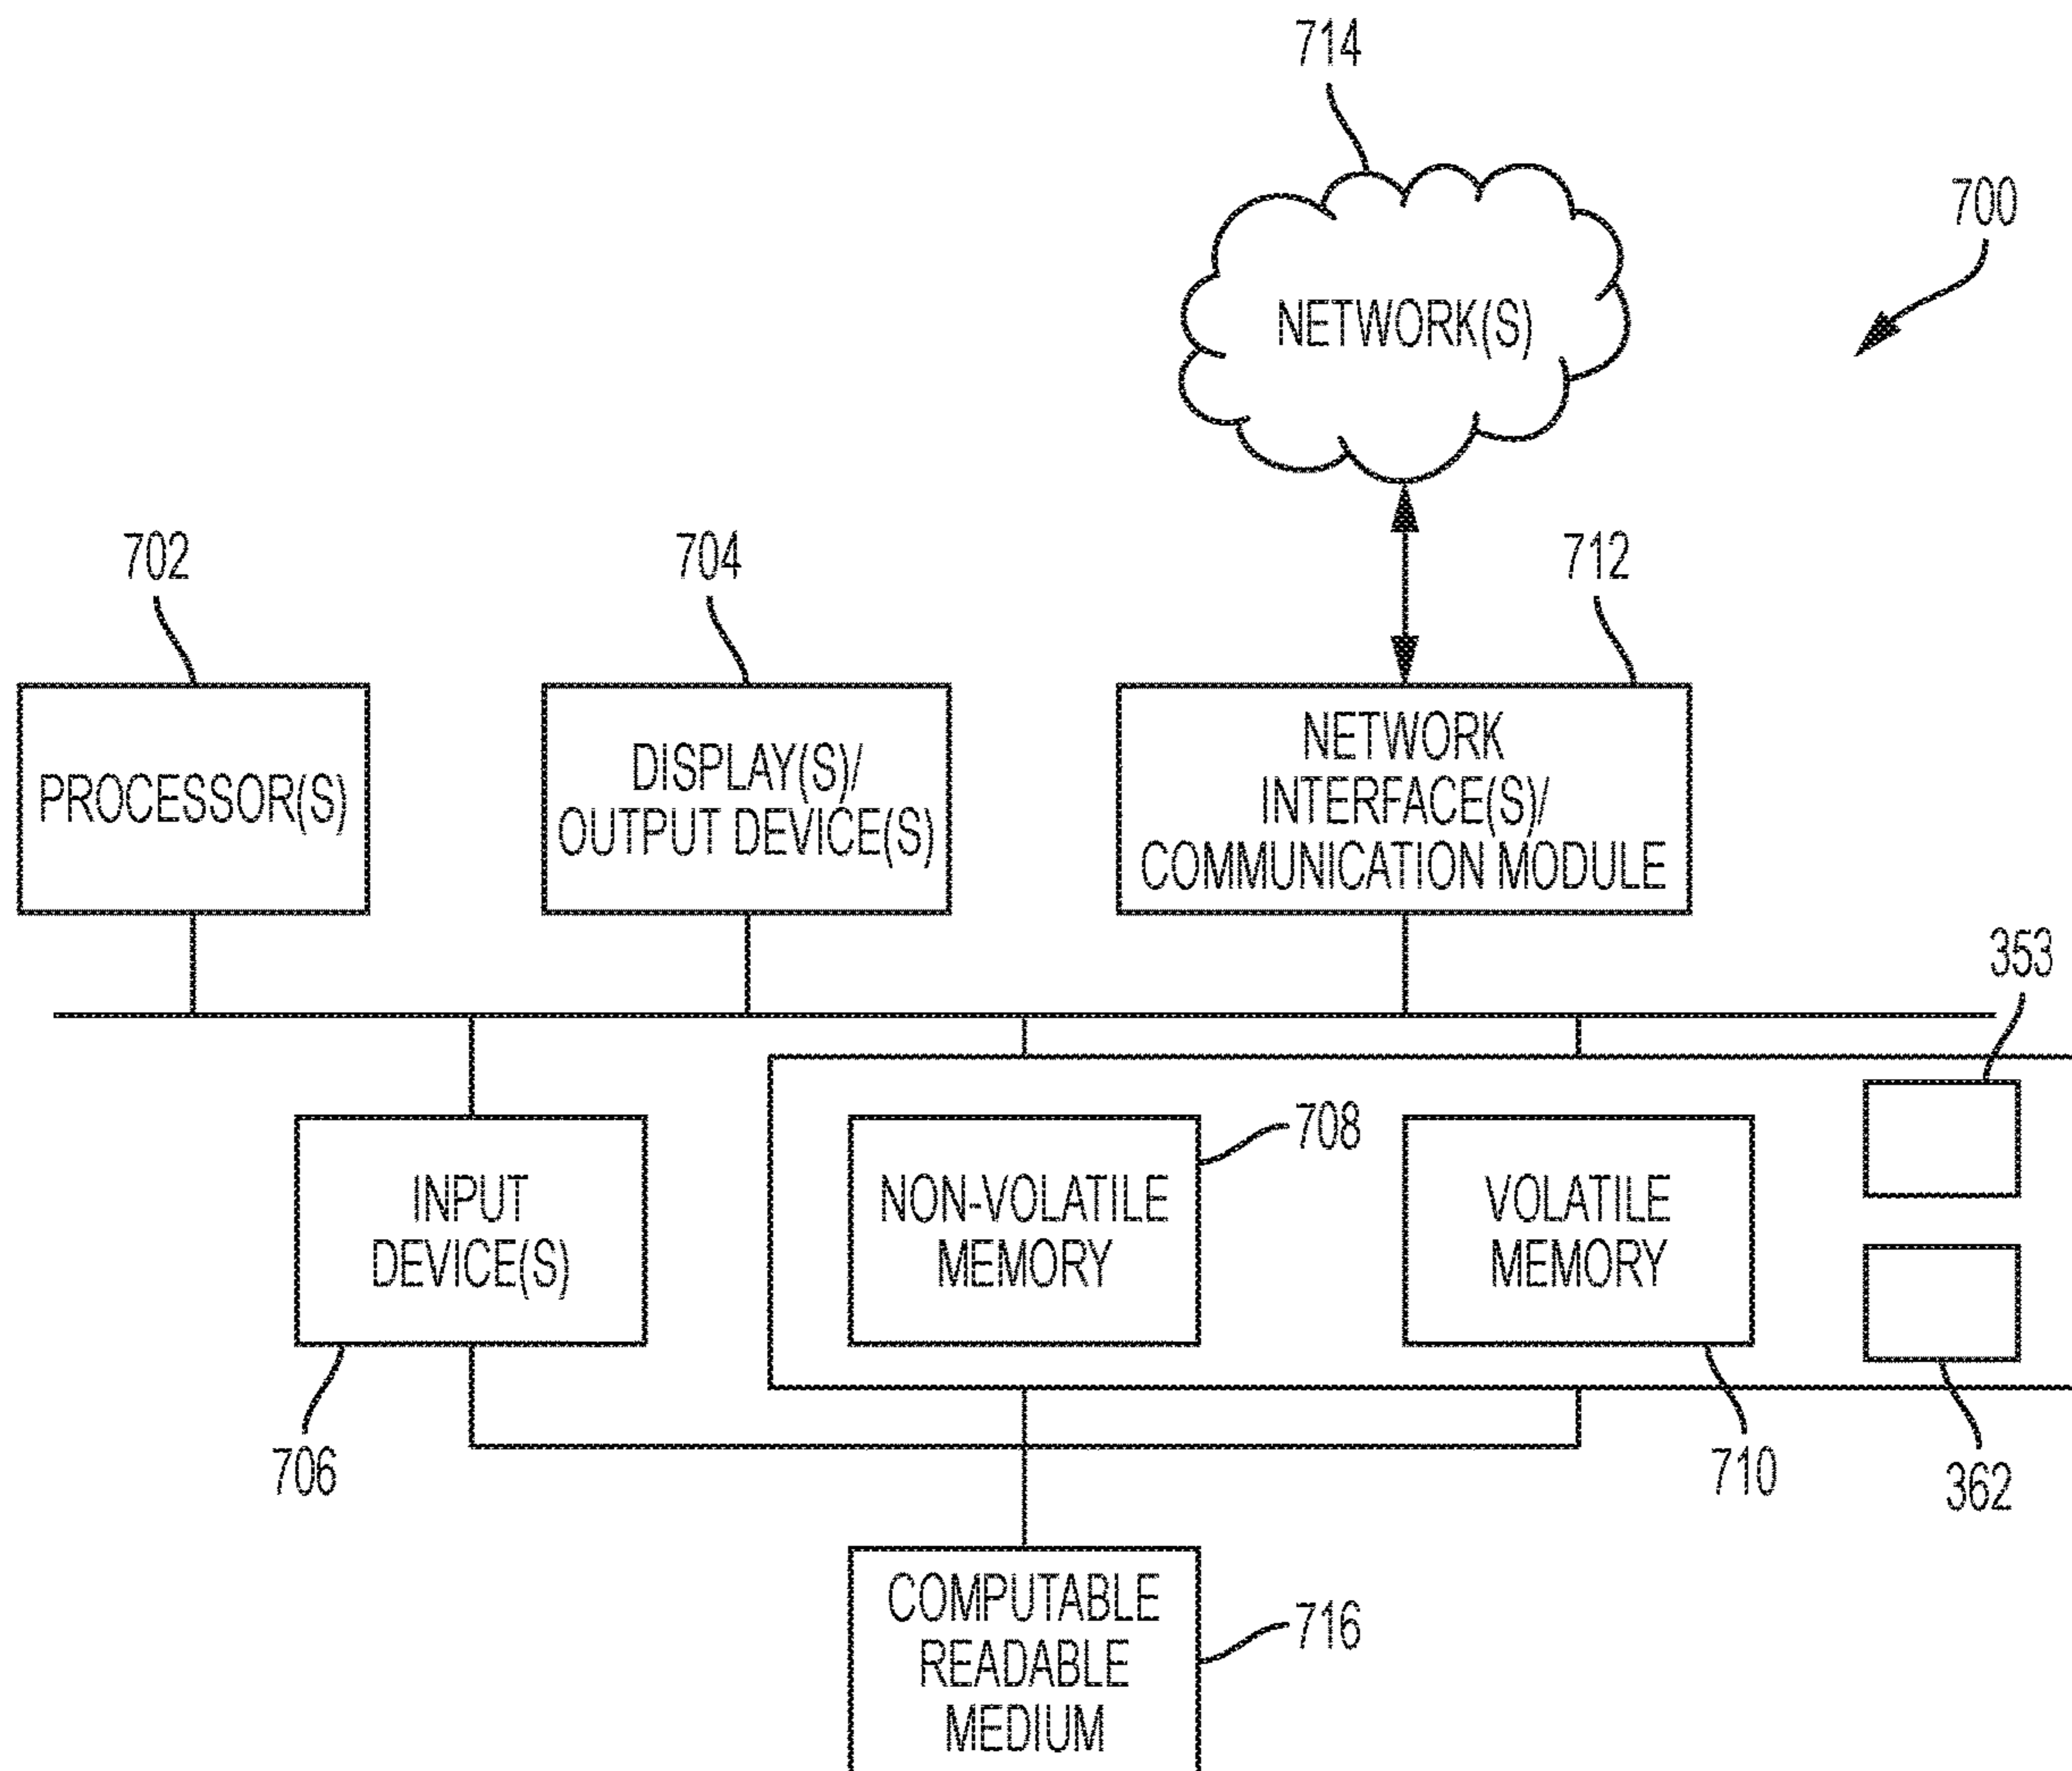 714
700
NETWORK(S)
702
704
712
PROCESSOR(S)
DISPLAY(S)/
OUTPUT DEVICE(S)
NETWORK
INTERFACE(S)/
COMMUNICATION MODULE
353
708
INPUT
DEVICE(S)
NON-VOLATILE
MEMORY
VOLATILE
MEMORY
706
710
362
COMPUTABLE
READABLE
MEDIUM
716